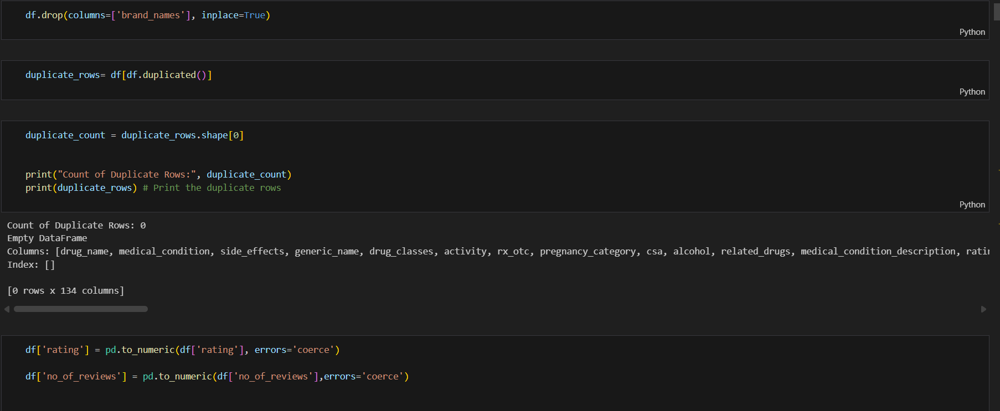 df.drop(columns=['brand_names'], inplace=True)
Python
duplicate_rows= df[df.duplicated()]
Python
duplicate_count = duplicate_rows.shape[0]
print("Count of Duplicate Rows:", duplicate_count)
print(duplicate_rows) # Print the duplicate rows
Python
Count of Duplicate Rows: 0
Empty DataFrame
Columns: [drug_name, medical_condition, side_effects, generic_name, drug_classes, activity, rx_otc, pregnancy_category, csa, alcohol, related_drugs, medical_condition_description,
Index: []
[0 rows x 134 columns]
df['rating'] = pd.to_numeric(df['rating'], errors='coerce')
df['no_of_reviews'] = pd.to_numeric(df['no_of_reviews'],errors='coerce')